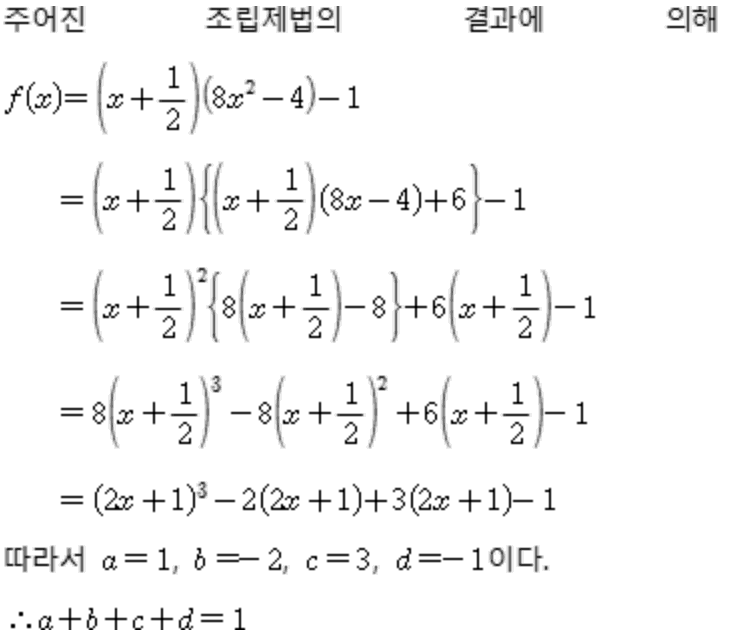 주어진 조립제법의 결과에 의해
f(x)=(x+1/2)(8x²-4)-1
=(x+1/2){(x+1/2)(8x-4)+6}-1
=(x+1/2)²{8(x+1/2)-8}+6(x+1/2)-1
=8(x+1/2)³-8(x+1/2)²+6(x+1/2)-1
=(2x+1)³-2(2x+1)+3(2x+1)-1
따라서 a=1, b=-2, c=3, d=-1이다.
∴a+b+c+d=1